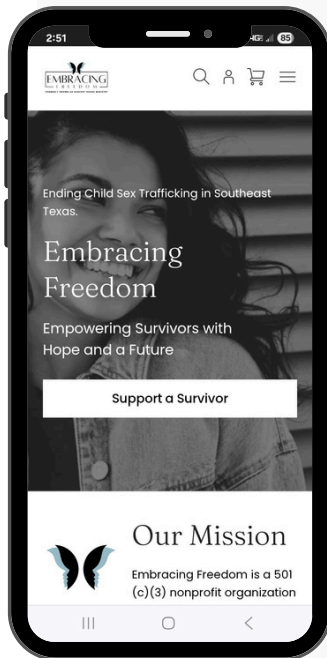 2:51
4GE
85
EMBRACING
FREEDOM
Ending Child Sex Trafficking in Southeast
Texas.
Embracing
Freedom
Empowering Survivors with
Hope and a Future
Support a Survivor
Our Mission
Embracing Freedom is a 501
(c)(3) nonprofit organization